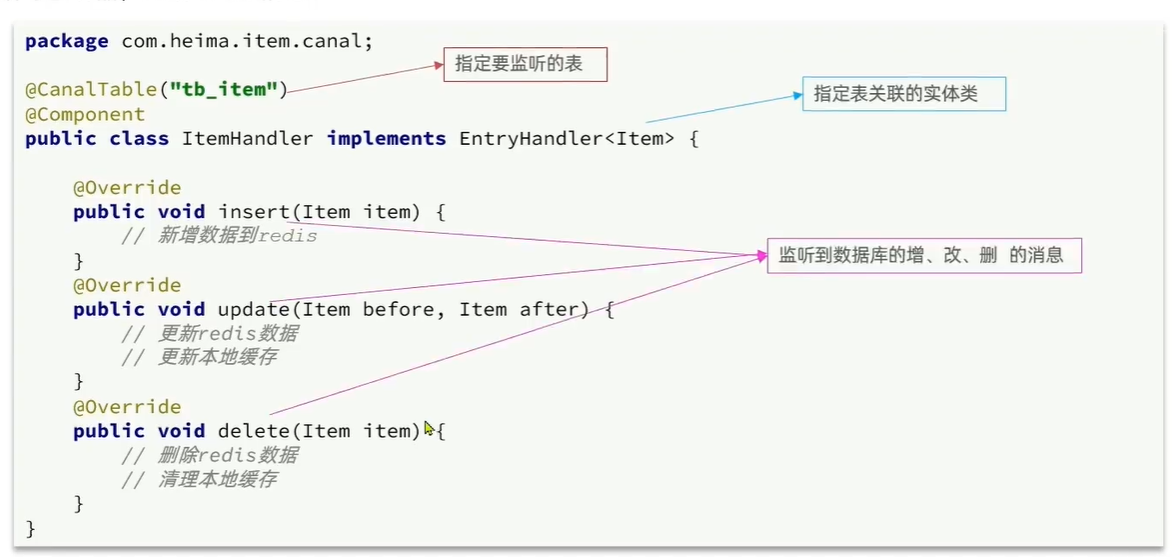 package com.heima.item.canal;
指定要监听的表
@CanalTable("tb_item")
指定表关联的实体类
@Component
public class ItemHandler implements EntryHandler<Item> {
@Override
public void insert(Item item) {
// 新增数据到redis
监听到数据库的增、改、删 的消息
}
@Override
public void update(Item before, Item after) {
// 更新redis数据
// 更新本地缓存
}
@Override
public void delete(Item item) {
// 删除redis数据
// 清理本地缓存
}
}